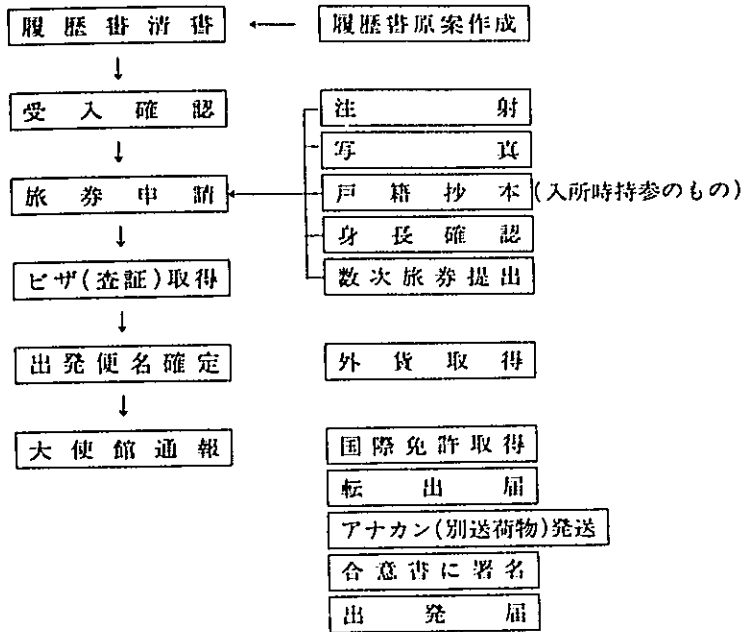 履歴書清書 ← 履歴書原案作成
↓
受入確認 注射
↓ 写真
旅券申請 ← 戸籍抄本(入所時持参のもの)
↓ 身長確認
ビザ(査証)取得 数次旅券提出
↓
出発便名確定 外貨取得
↓
大使館通報 国際免許取得
転出届
アナカン(別送荷物)発送
合意書に署名
出発届